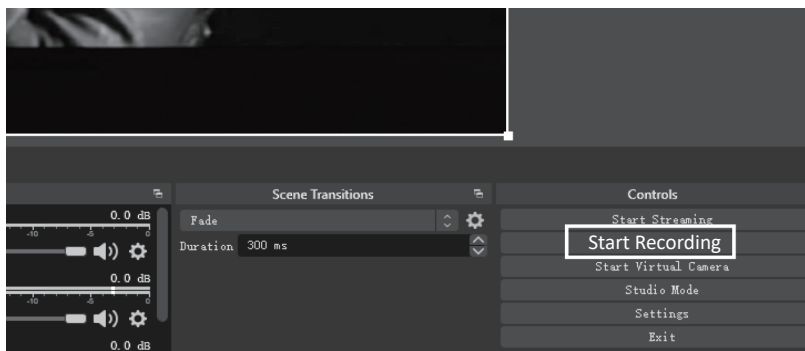 Scene Transitions
Controls
0.0 dB
-10 -5 0
0.0 dB
-10 -5 0
0.0 dB
Fade
Duration 300 ms
Start Streaming
Start Recording
Start Virtual Camera
Studio Mode
Settings
Exit